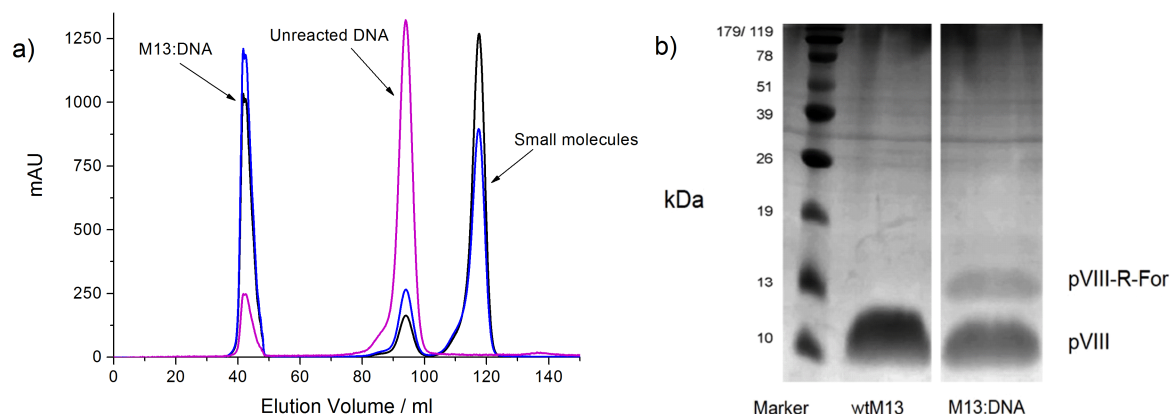 a)
M13:DNA
Unreacted DNA
Small molecules
mAU
1250
1000
750
500
250
0
0 20 40 60 80 100 120 140
Elution Volume / ml
b)
kDa
179/ 119
78
51
39
26
19
13
10
pVIII-R-For
pVIII
Marker wtM13 M13:DNA